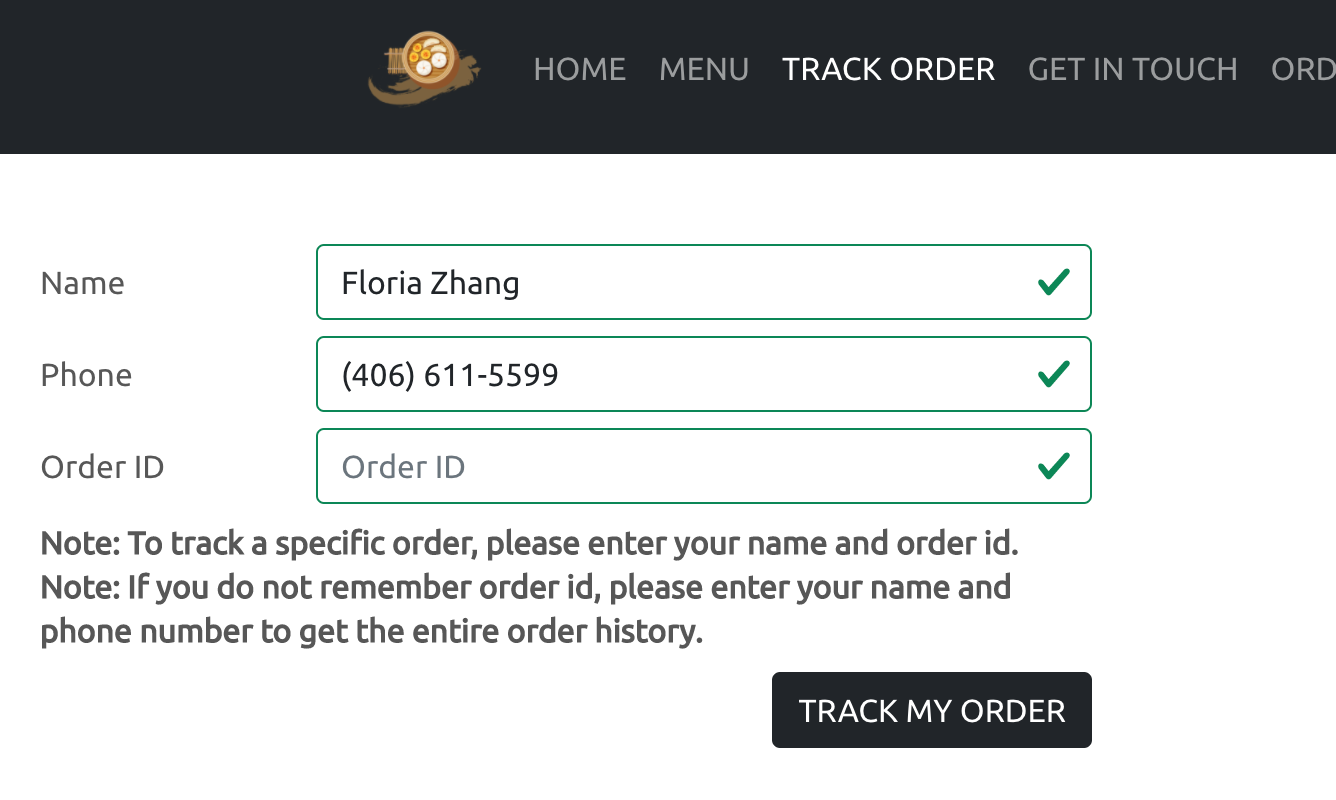 HOME MENU TRACK ORDER GET IN TOUCH ORD
Name Floria Zhang
Phone (406) 611-5599
Order ID Order ID
Note: To track a specific order, please enter your name and order id.
Note: If you do not remember order id, please enter your name and
phone number to get the entire order history.
TRACK MY ORDER